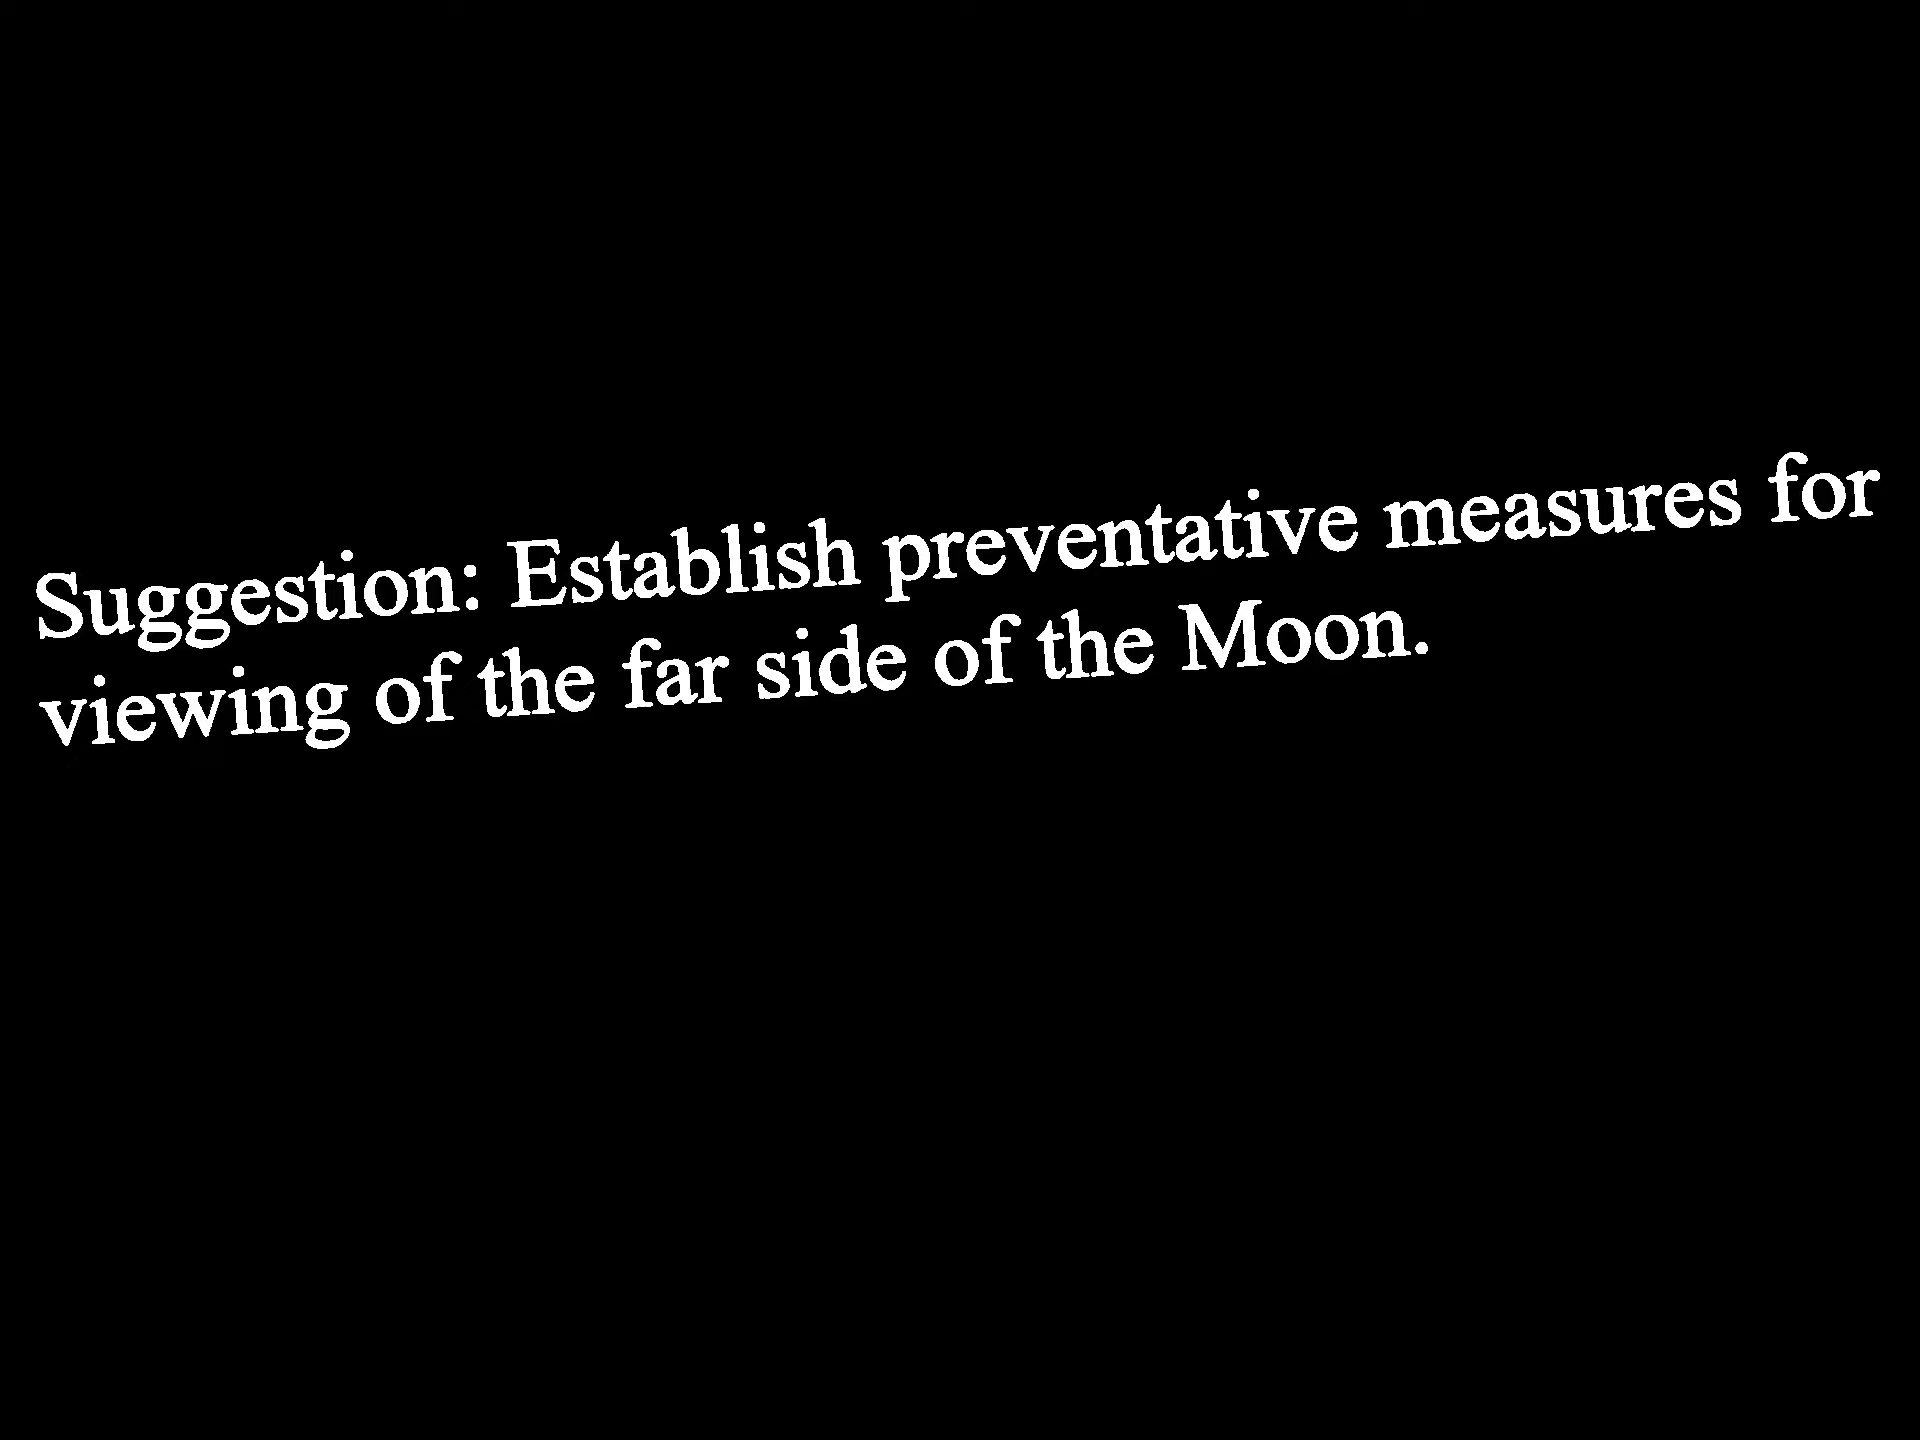 Suggestion: Establish preventative measures for
viewing of the far side of the Moon.